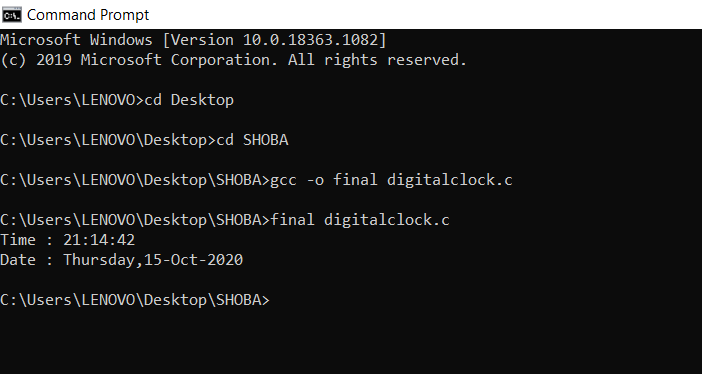 Command Prompt
Microsoft Windows [Version 10.0.18363.1082]
(c) 2019 Microsoft Corporation. All rights reserved.
C:\Users\LENOVO>cd Desktop
C:\Users\LENOVO\Desktop>cd SHOBA
C:\Users\LENOVO\Desktop\SHOBA>gcc -o final digitalclock.c
C:\Users\LENOVO\Desktop\SHOBA>final digitalclock.c
Time : 21:14:42
Date : Thursday,15-Oct-2020
C:\Users\LENOVO\Desktop\SHOBA>